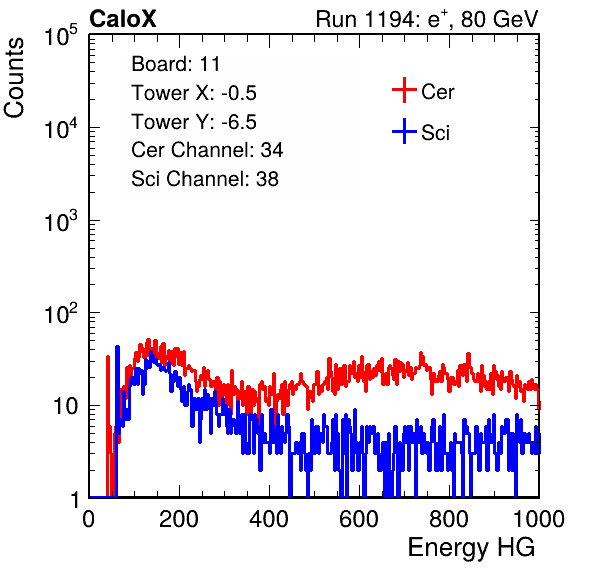 CaloX Run 1194: e⁺, 80 GeV
Counts
Board: 11
Tower X: -0.5
Tower Y: -6.5
Cer Channel: 34
Sci Channel: 38
Cer
Sci
10⁵
10⁴
10³
10²
10
1
0 200 400 600 800 1000
Energy HG